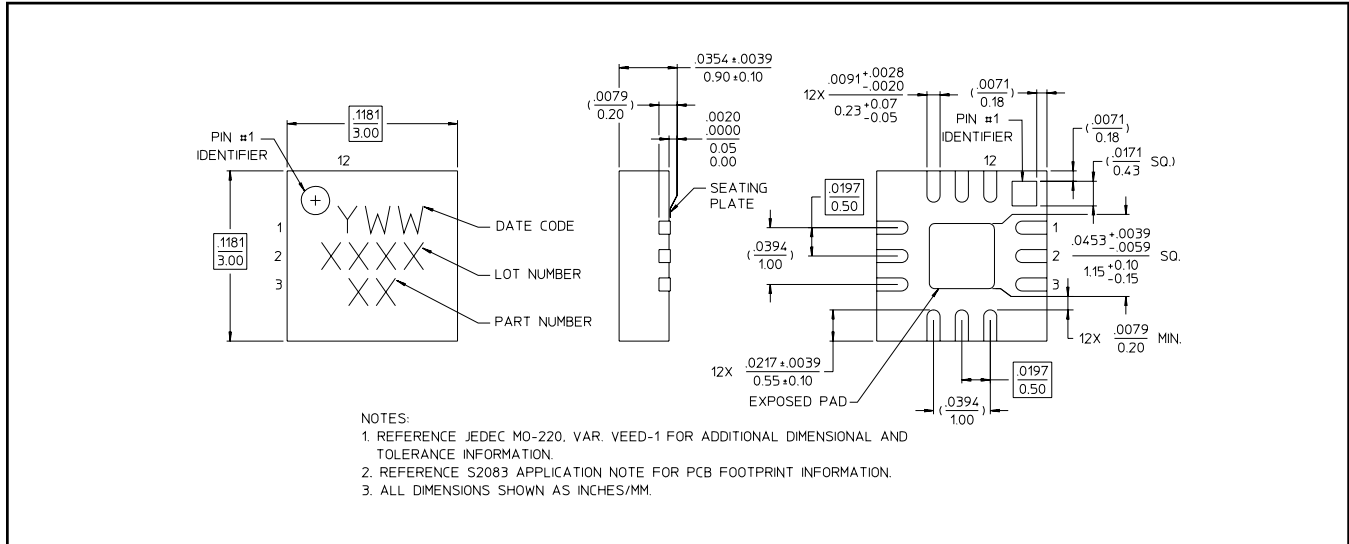 .1181
3.00
PIN #1
IDENTIFIER
12
.1181
3.00
1
2
3
YWW
XXXX
XX
DATE CODE
LOT NUMBER
PART NUMBER
.0354 ±.0039
0.90 ±0.10
(.0079
0.20)
.0020
.0000
0.05
0.00
SEATING
PLATE
12X .0091 +.0028
-.0020
0.23 +0.07
-0.05
(.0071
0.18)
PIN #1
IDENTIFIER
12
(.0071
0.18)
(.0171
0.43 SQ.)
.0197
0.50
(.0394
1.00)
1
2
3
.0453 +.0039
-.0059 SQ.
1.15 +0.10
-0.15
12X .0079 MIN.
0.20
12X .0217 ±.0039
0.55 ±0.10
EXPOSED PAD
.0197
0.50
(.0394
1.00)
NOTES:
1. REFERENCE JEDEC MO-220, VAR. VEED-1 FOR ADDITIONAL DIMENSIONAL AND
TOLERANCE INFORMATION.
2. REFERENCE S2083 APPLICATION NOTE FOR PCB FOOTPRINT INFORMATION.
3. ALL DIMENSIONS SHOWN AS INCHES/MM.